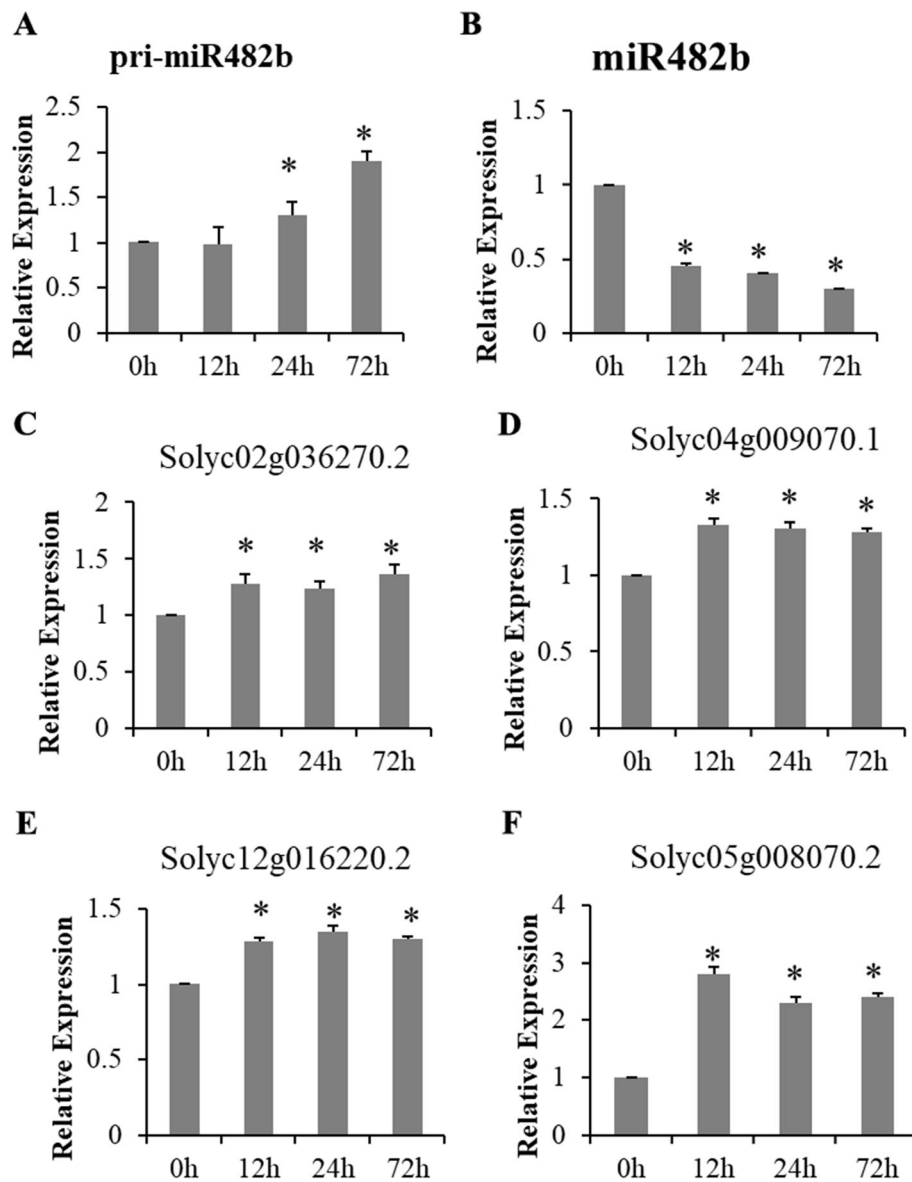 A
pri-miR482b
Relative Expression
2.5
2
1.5
1
0.5
0
*
*
0h 12h 24h 72h
B
miR482b
Relative Expression
1.5
1
0.5
0
*
*
*
0h 12h 24h 72h
C
Solyc02g036270.2
Relative Expression
2
1.5
1
0.5
0
*
*
*
0h 12h 24h 72h
D
Solyc04g009070.1
Relative Expression
1.5
1
0.5
0
*
*
*
0h 12h 24h 72h
E
Solyc12g016220.2
Relative Expression
1.5
1
0.5
0
*
*
*
0h 12h 24h 72h
F
Solyc05g008070.2
Relative Expression
4
3
2
1
0
*
*
*
0h 12h 24h 72h